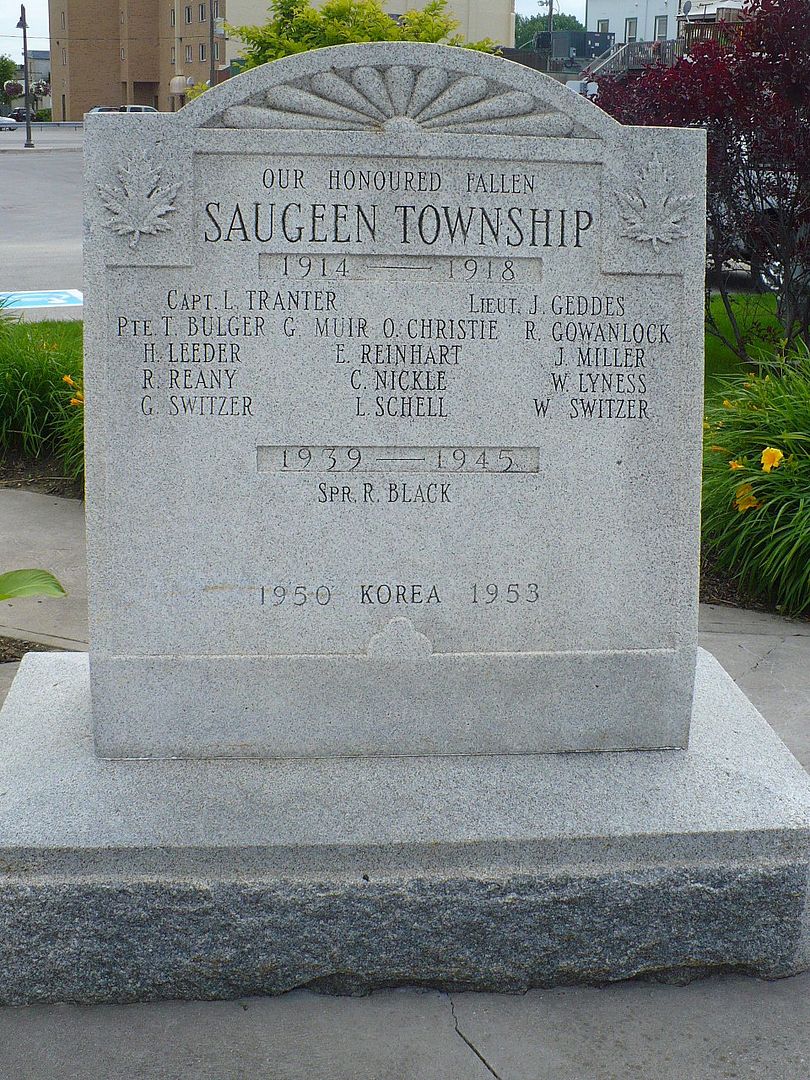 OUR HONOURED FALLEN
SAUGEEN TOWNSHIP
1914 — 1918
CAPT. L. TRANTER LIEUT. J. GEDDES
PTE. T. BULGER G. MUIR O. CHRISTIE R. GOWANLOCK
H. LEEDER E. REINHART J. MILLER
R. REANY C. NICKLE W. LYNESS
G. SWITZER L. SCHELL W SWITZER
1939 — 1945
SPR. R. BLACK
1950 KOREA 1953